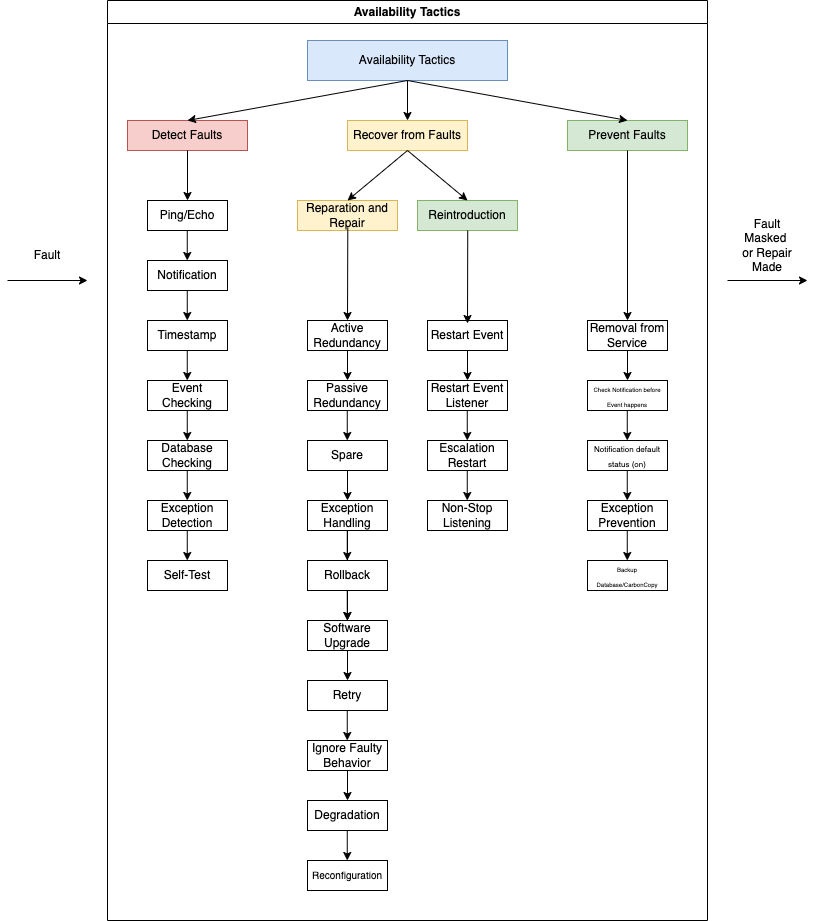 Availability Tactics
Availability Tactics
Detect Faults
Recover from Faults
Prevent Faults
Ping/Echo
Reparation and
Repair
Reintroduction
Fault
Fault
Masked
or Repair
Made
Notification
Timestamp
Active
Redundancy
Restart Event
Removal from
Service
Event
Checking
Passive
Redundancy
Restart Event
Listener
Check Notification before
Event happens
Database
Checking
Spare
Escalation
Restart
Notification default
status (on)
Exception
Detection
Exception
Handling
Non-Stop
Listening
Exception
Prevention
Self-Test
Rollback
Backup
Database/CarbonCopy
Software
Upgrade
Retry
Ignore Faulty
Behavior
Degradation
Reconfiguration